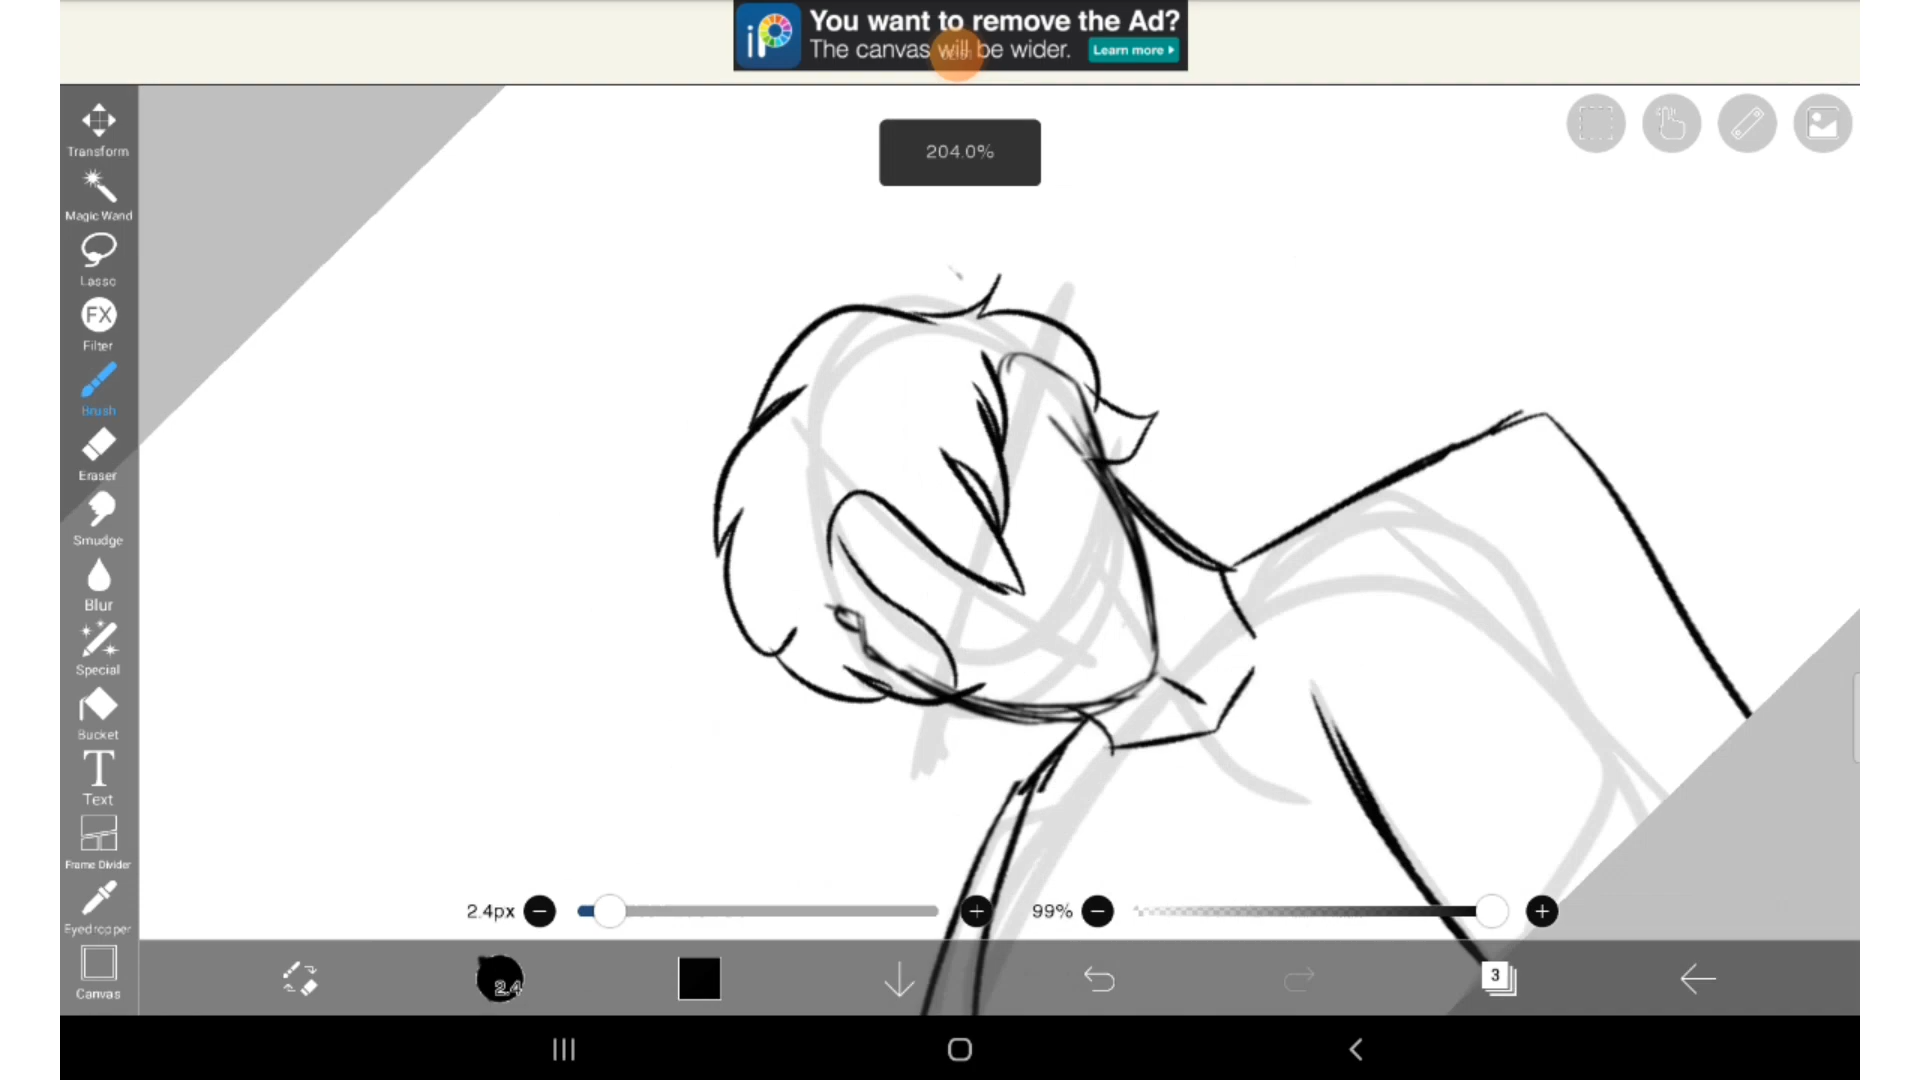 iP
You want to remove the Ad?
The canvas will be wider.
Learn more
204.0%
Transform
Magic Wand
Lasso
FX
Filter
Brush
Eraser
Smudge
Blur
Special
Bucket
T
Text
Frame Divider
Eyedropper
Canvas
2.4px
99%
2.4
3